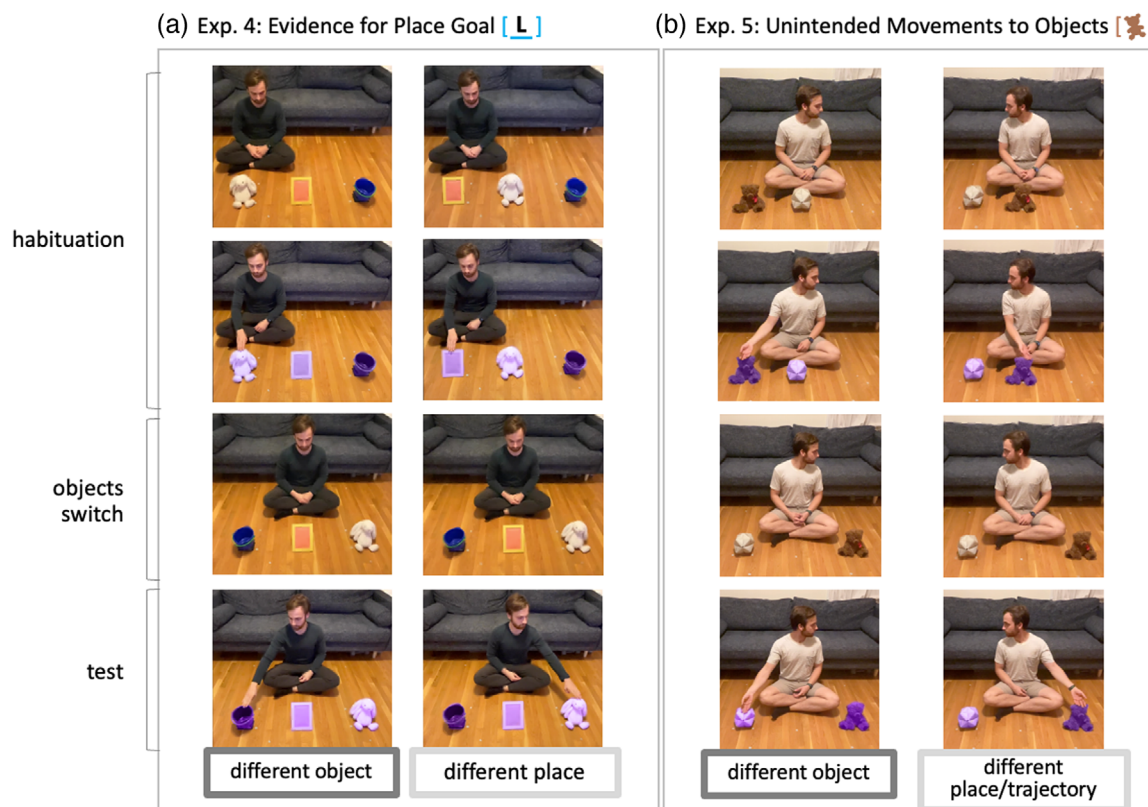 (a) Exp. 4: Evidence for Place Goal [ L ]
(b) Exp. 5: Unintended Movements to Objects [
habituation
objects
switch
test
different object
different place
different object
different
place/trajectory